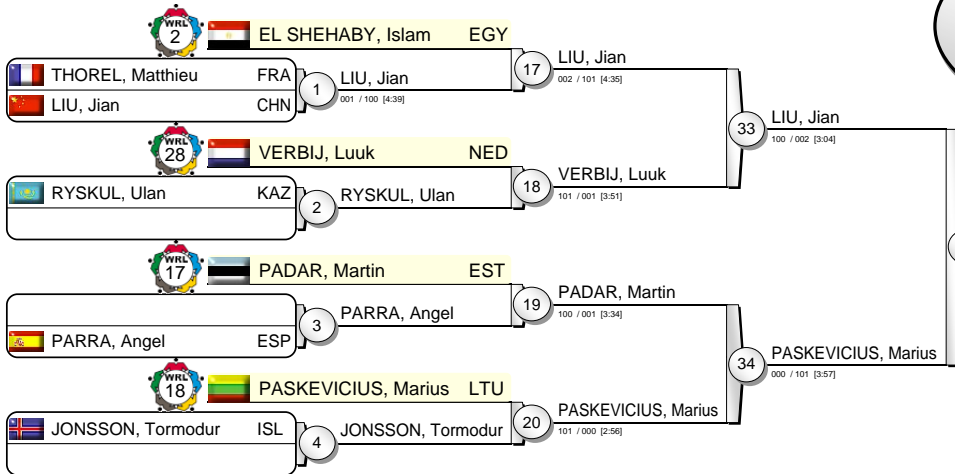 WRL
2
EL SHEHABY, Islam EGY
THOREL, Matthieu FRA
LIU, Jian CHN
1
LIU, Jian
001 / 100 [4:39]
17
LIU, Jian
002 / 101 [4:35]
WRL
28
VERBIJ, Luuk NED
RYSKUL, Ulan KAZ
2
RYSKUL, Ulan
18
VERBIJ, Luuk
101 / 001 [3:51]
33
LIU, Jian
100 / 002 [3:04]
WRL
17
PADAR, Martin EST
PARRA, Angel ESP
3
PARRA, Angel
19
PADAR, Martin
100 / 001 [3:34]
WRL
18
PASKEVICIUS, Marius LTU
JONSSON, Tormodur ISL
4
JONSSON, Tormodur
20
PASKEVICIUS, Marius
101 / 000 [2:56]
34
PASKEVICIUS, Marius
000 / 101 [3:57]